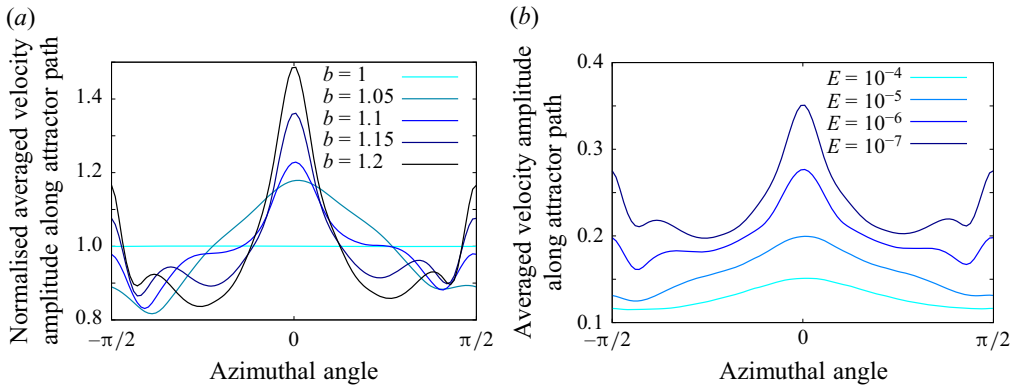 (a)
Normalised averaged velocity
amplitude along attractor path
1.4
1.2
1.0
0.8
b = 1
b = 1.05
b = 1.1
b = 1.15
b = 1.2
−π/2
0
π/2
Azimuthal angle
(b)
Averaged velocity amplitude
along attractor path
0.4
0.3
0.2
0.1
E = 10⁻⁴
E = 10⁻⁵
E = 10⁻⁶
E = 10⁻⁷
−π/2
0
π/2
Azimuthal angle